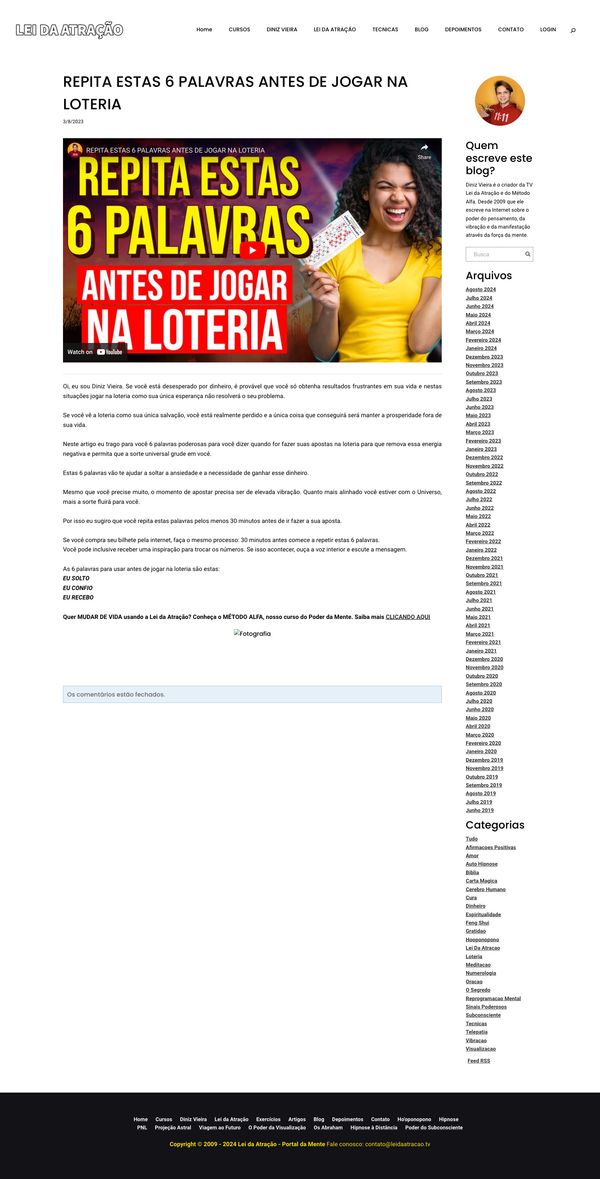 LEI DA ATRAÇÃO
Home CURSOS DINIZ VIEIRA LEI DA ATRAÇÃO TECNICAS BLOG DEPOIMENTOS CONTATO LOGIN
REPITA ESTAS 6 PALAVRAS ANTES DE JOGAR NA
LOTERIA
3/8/2023
REPITA ESTAS 6 PALAVRAS ANTES DE JOGAR NA LOTERIA
Share
REPITA ESTAS
6 PALAVRAS
ANTES DE JOGAR
NA LOTERIA
Watch on YouTube
Oi, eu sou Diniz Vieira. Se você está desesperado por dinheiro, é provável que você só obtenha resultados frustrantes em sua vida e nestas
situações jogar na loteria como sua única esperança não resolverá o seu problema.
Se você vê a loteria como sua única salvação, você está realmente perdido e a única coisa que conseguirá será manter a prosperidade fora de
sua vida.
Neste artigo eu trago para você 6 palavras poderosas para você dizer quando for fazer suas apostas na loteria para que remova essa energia
negativa e permita que a sorte universal grude em você.
Estas 6 palavras vão te ajudar a soltar a ansiedade e a necessidade de ganhar esse dinheiro.
Mesmo que você precise muito, o momento de apostar precisa ser de elevada vibração. Quanto mais alinhado você estiver com o Universo,
mais a sorte fluirá para você.
Por isso eu sugiro que você repita estas palavras pelos menos 30 minutos antes de ir fazer a sua aposta.
Se você compra seu bilhete pela internet, faça o mesmo processo: 30 minutos antes comece a repetir estas 6 palavras.
Você pode inclusive receber uma inspiração para trocar os números. Se isso acontecer, ouça a voz interior e escute a mensagem.
As 6 palavras para usar antes de jogar na loteria são estas:
EU SOLTO
EU CONFIO
EU RECEBO
Quer MUDAR DE VIDA usando a Lei da Atração? Conheça o MÉTODO ALFA, nosso curso do Poder da Mente. Saiba mais CLICANDO AQUI
Fotografia
Os comentários estão fechados.
11:11
Quem
escreve este
blog?
Diniz Vieira é o criador da TV
Lei da Atração e do Método
Alfa. Desde 2009 que ele
escreve na Internet sobre o
poder do pensamento, da
vibração e da manifestação
através da força da mente.
Busca
Arquivos
Agosto 2024
Julho 2024
Junho 2024
Maio 2024
Abril 2024
Março 2024
Fevereiro 2024
Janeiro 2024
Dezembro 2023
Novembro 2023
Outubro 2023
Setembro 2023
Agosto 2023
Julho 2023
Junho 2023
Maio 2023
Abril 2023
Março 2023
Fevereiro 2023
Janeiro 2023
Dezembro 2022
Novembro 2022
Outubro 2022
Setembro 2022
Agosto 2022
Julho 2022
Junho 2022
Maio 2022
Abril 2022
Março 2022
Fevereiro 2022
Janeiro 2022
Dezembro 2021
Novembro 2021
Outubro 2021
Setembro 2021
Agosto 2021
Julho 2021
Junho 2021
Maio 2021
Abril 2021
Março 2021
Fevereiro 2021
Janeiro 2021
Dezembro 2020
Novembro 2020
Outubro 2020
Setembro 2020
Agosto 2020
Julho 2020
Junho 2020
Maio 2020
Abril 2020
Março 2020
Fevereiro 2020
Janeiro 2020
Dezembro 2019
Novembro 2019
Outubro 2019
Setembro 2019
Agosto 2019
Julho 2019
Junho 2019
Categorias
Tudo
Afirmacoes Positivas
Amor
Auto Hipnose
Biblia
Carta Magica
Cerebro Humano
Cura
Dinheiro
Espiritualidade
Feng Shui
Gratidao
Hooponopono
Lei Da Atracao
Loteria
Meditacao
Numerologia
Oracao
O Segredo
Reprogramacao Mental
Sinais Poderosos
Subconsciente
Tecnicas
Telepatia
Vibracao
Visualizacao
Feed RSS
Home Cursos Diniz Vieira Lei da Atração Exercícios Artigos Blog Depoimentos Contato Ho'oponopono Hipnose
PNL Projeção Astral Viagem ao Futuro O Poder da Visualização Os Abraham Hipnose à Distância Poder do Subconsciente
Copyright © 2009 - 2024 Lei da Atração - Portal da Mente Fale conosco: contato@leidaatracao.tv